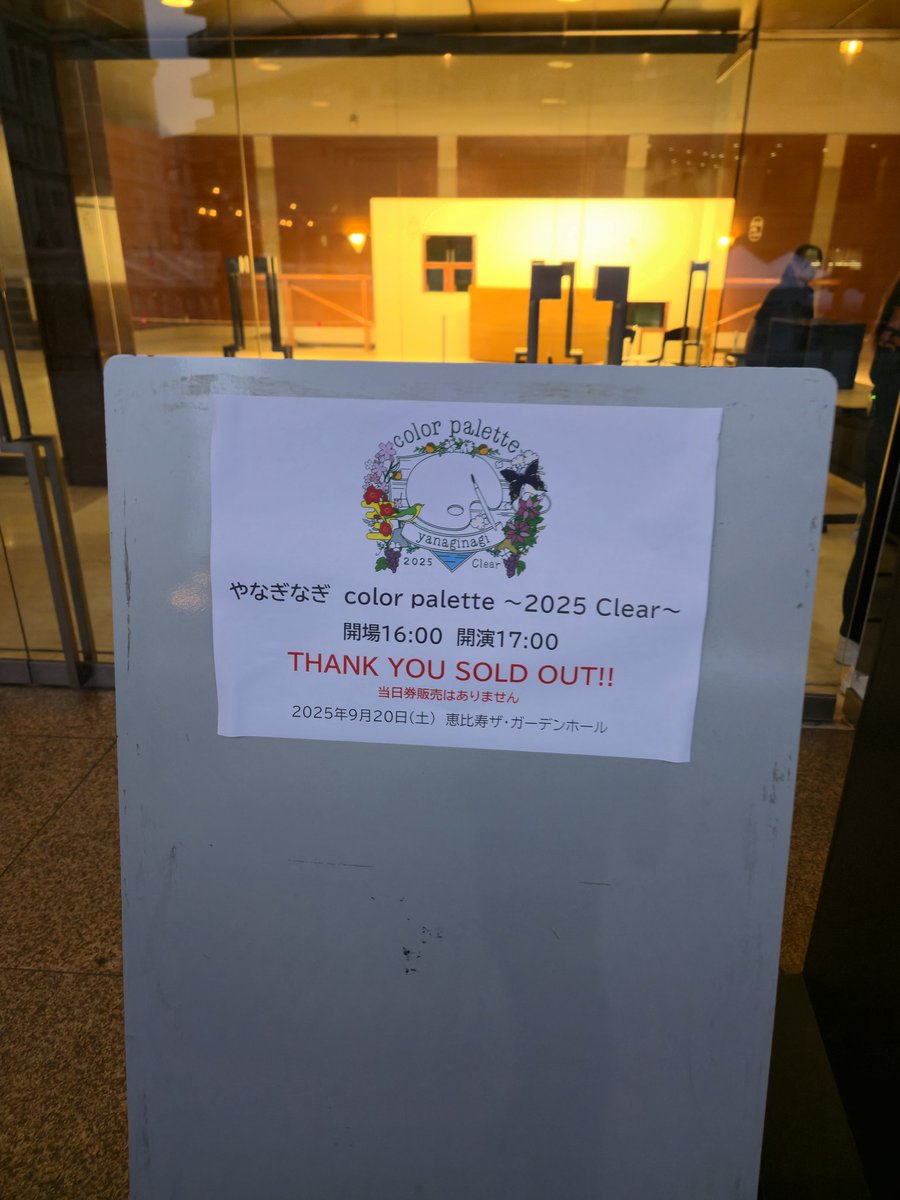 color palette
yanaginagi
2025 Clear
やなぎなぎ color palette ～2025 Clear～
開場16:00 開演17:00
THANK YOU SOLD OUT!!
当日券販売はありません
2025年9月20日(土) 恵比寿ザ・ガーデンホール